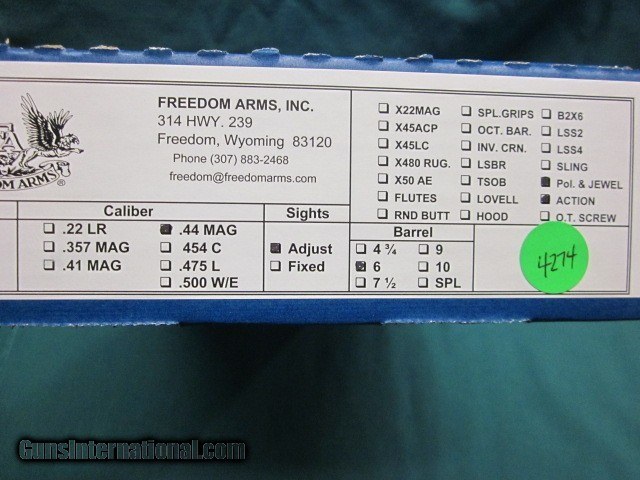 DOM ARMS®
FREEDOM ARMS, INC.
314 HWY. 239
Freedom, Wyoming 83120
Phone (307) 883-2468
freedom@freedomarms.com
☐ X22MAG ☐ SPL.GRIPS ☐ B2X6
☐ X45ACP ☐ OCT. BAR. ☐ LSS2
☐ X45LC ☐ INV. CRN. ☐ LSS4
☐ X480 RUG. ☐ LSBR ☐ SLING
☐ X50 AE ☐ TSOB ■ Pol. & JEWEL
☐ FLUTES ☐ LOVELL ■ ACTION
☐ RND BUTT ☐ HOOD ☐ O.T. SCREW
Caliber
☐ .22 LR ■ .44 MAG
☐ .357 MAG ☐ 454 C
☐ .41 MAG ☐ .475 L
☐ .500 W/E
Sights
■ Adjust
☐ Fixed
Barrel
☐ 4 ¾ ☐ 9
■ 6 ☐ 10
☐ 7 ½ ☐ SPL
4274
GunsInternational.com